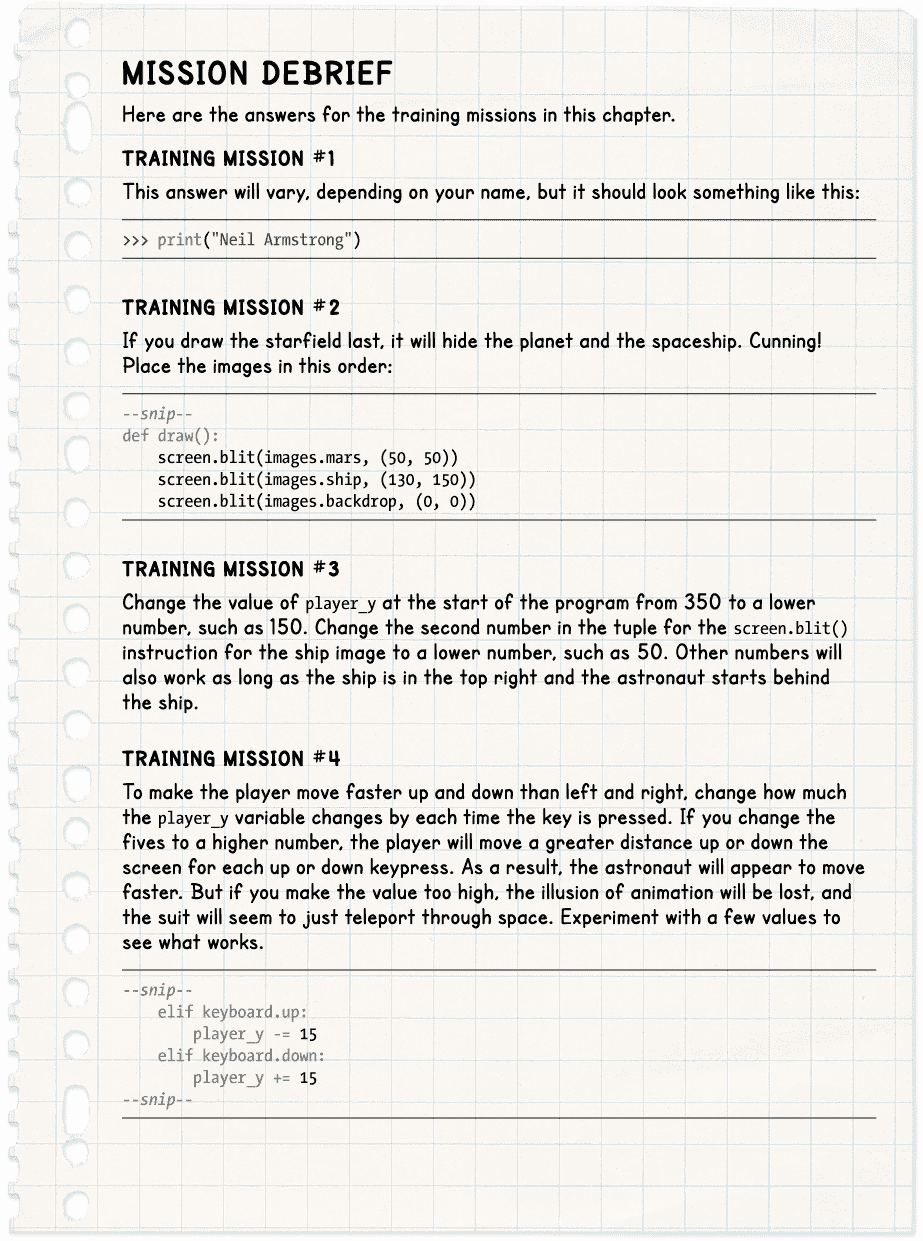 MISSION DEBRIEF
Here are the answers for the training missions in this chapter.
TRAINING MISSION #1
This answer will vary, depending on your name, but it should look something like this:
>>> print("Neil Armstrong")
TRAINING MISSION #2
If you draw the starfield last, it will hide the planet and the spaceship. Cunning!
Place the images in this order:
--snip--
def draw():
    screen.blit(images.mars, (50, 50))
    screen.blit(images.ship, (130, 150))
    screen.blit(images.backdrop, (0, 0))
TRAINING MISSION #3
Change the value of player_y at the start of the program from 350 to a lower
number, such as 150. Change the second number in the tuple for the screen.blit()
instruction for the ship image to a lower number, such as 50. Other numbers will
also work as long as the ship is in the top right and the astronaut starts behind
the ship.
TRAINING MISSION #4
To make the player move faster up and down than left and right, change how much
the player_y variable changes by each time the key is pressed. If you change the
fives to a higher number, the player will move a greater distance up or down the
screen for each up or down keypress. As a result, the astronaut will appear to move
faster. But if you make the value too high, the illusion of animation will be lost, and
the suit will seem to just teleport through space. Experiment with a few values to
see what works.
--snip--
    elif keyboard.up:
        player_y -= 15
    elif keyboard.down:
        player_y += 15
--snip--